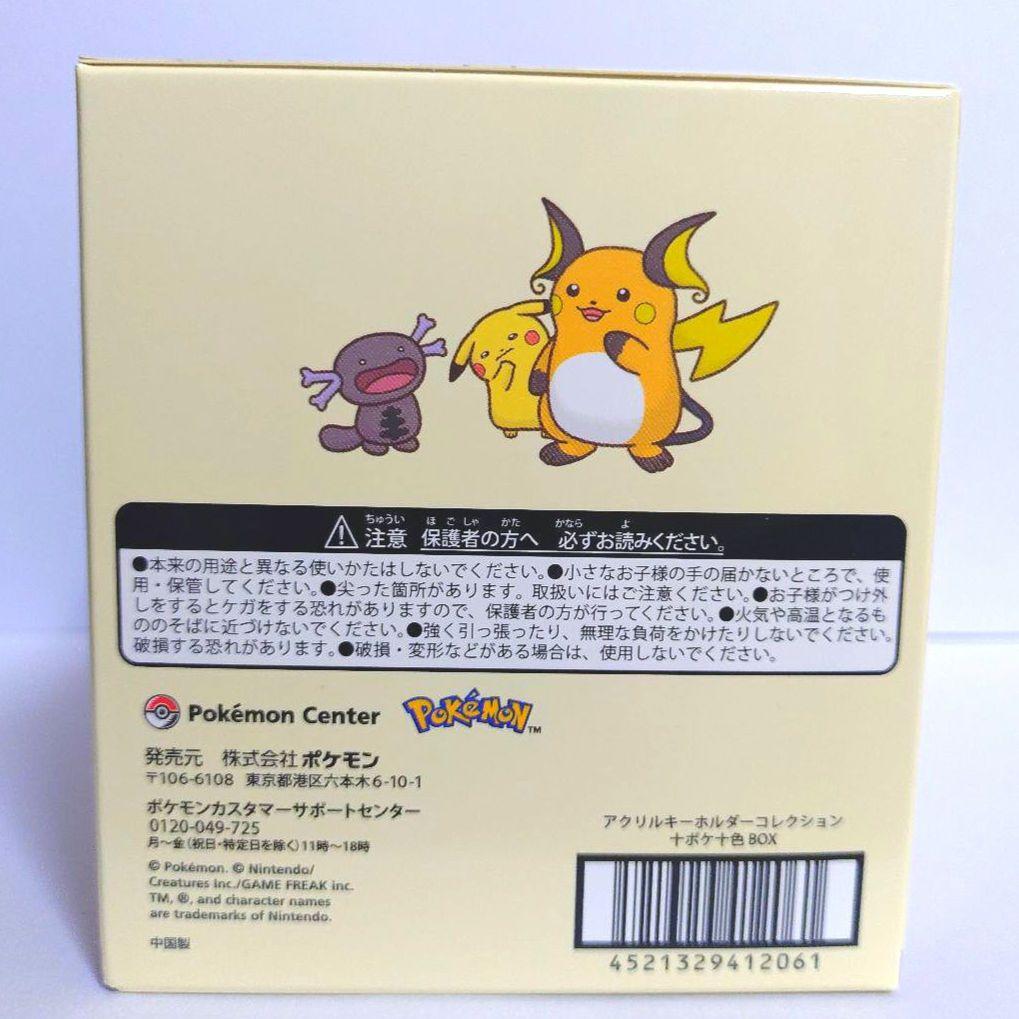 ⚠注意 保護者の方へ 必ずお読みください。
ちゅうい ほごしゃ かた かなら よ
●本来の用途と異なる使いかたはしないでください。●小さなお子様の手の届かないところで、使
用・保管してください。●尖った箇所があります。取扱いにはご注意ください。●お子様がつけ外
しをするとケガをする恐れがありますので、保護者の方が行ってください。●火気や高温となるも
ののそばに近づけないでください。●強く引っ張ったり、無理な負荷をかけたりしないでください。
破損する恐れがあります。●破損・変形などがある場合は、使用しないでください。
Pokémon Center POKéMON™
発売元 株式会社ポケモン
〒106-6108 東京都港区六本木6-10-1
ポケモンカスタマーサポートセンター
0120-049-725
月～金(祝日・特定日を除く)11時～18時
© Pokémon. © Nintendo/
Creatures Inc./GAME FREAK inc.
TM, ®, and character names
are trademarks of Nintendo.
中国製
アクリルキーホルダーコレクション
十ポケ十色 BOX
4521329412061